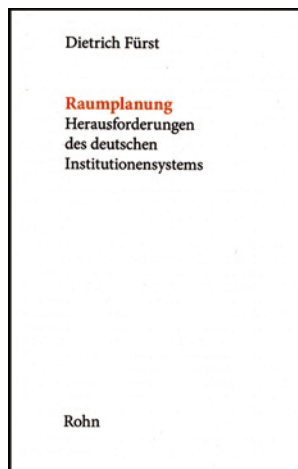 Dietrich Fürst
Raumplanung
Herausforderungen
des deutschen
Institutionensystems
Rohn